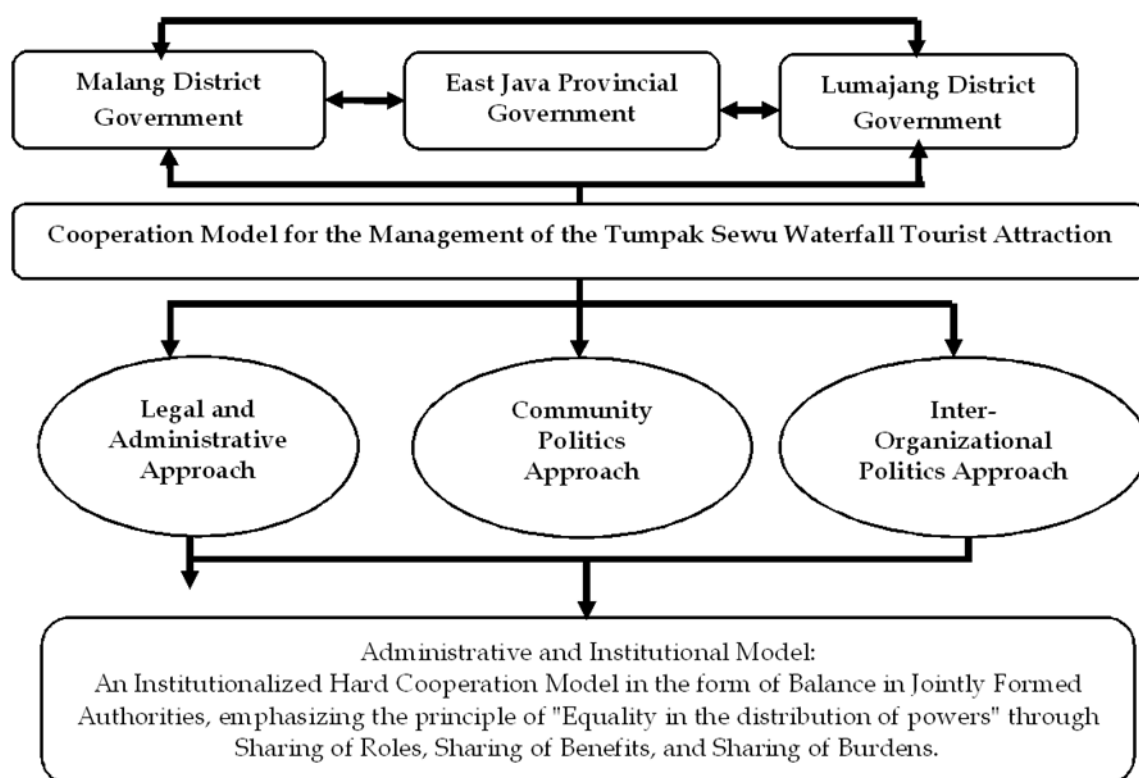 Malang District
Government
East Java Provincial
Government
Lumajang District
Government
Cooperation Model for the Management of the Tumpak Sewu Waterfall Tourist Attraction
Legal and
Administrative
Approach
Community
Politics
Approach
Inter-
Organizational
Politics Approach
Administrative and Institutional Model:
An Institutionalized Hard Cooperation Model in the form of Balance in Jointly Formed
Authorities, emphasizing the principle of "Equality in the distribution of powers" through
Sharing of Roles, Sharing of Benefits, and Sharing of Burdens.